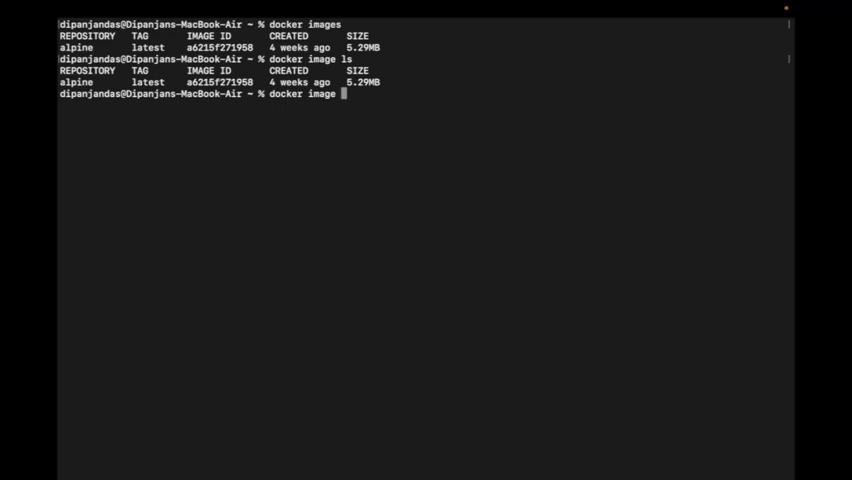 dipanjandas@Dipanjans-MacBook-Air ~ % docker images
REPOSITORY TAG IMAGE ID CREATED SIZE
alpine latest a6215f271958 4 weeks ago 5.29MB
dipanjandas@Dipanjans-MacBook-Air ~ % docker image ls
REPOSITORY TAG IMAGE ID CREATED SIZE
alpine latest a6215f271958 4 weeks ago 5.29MB
dipanjandas@Dipanjans-MacBook-Air ~ % docker image